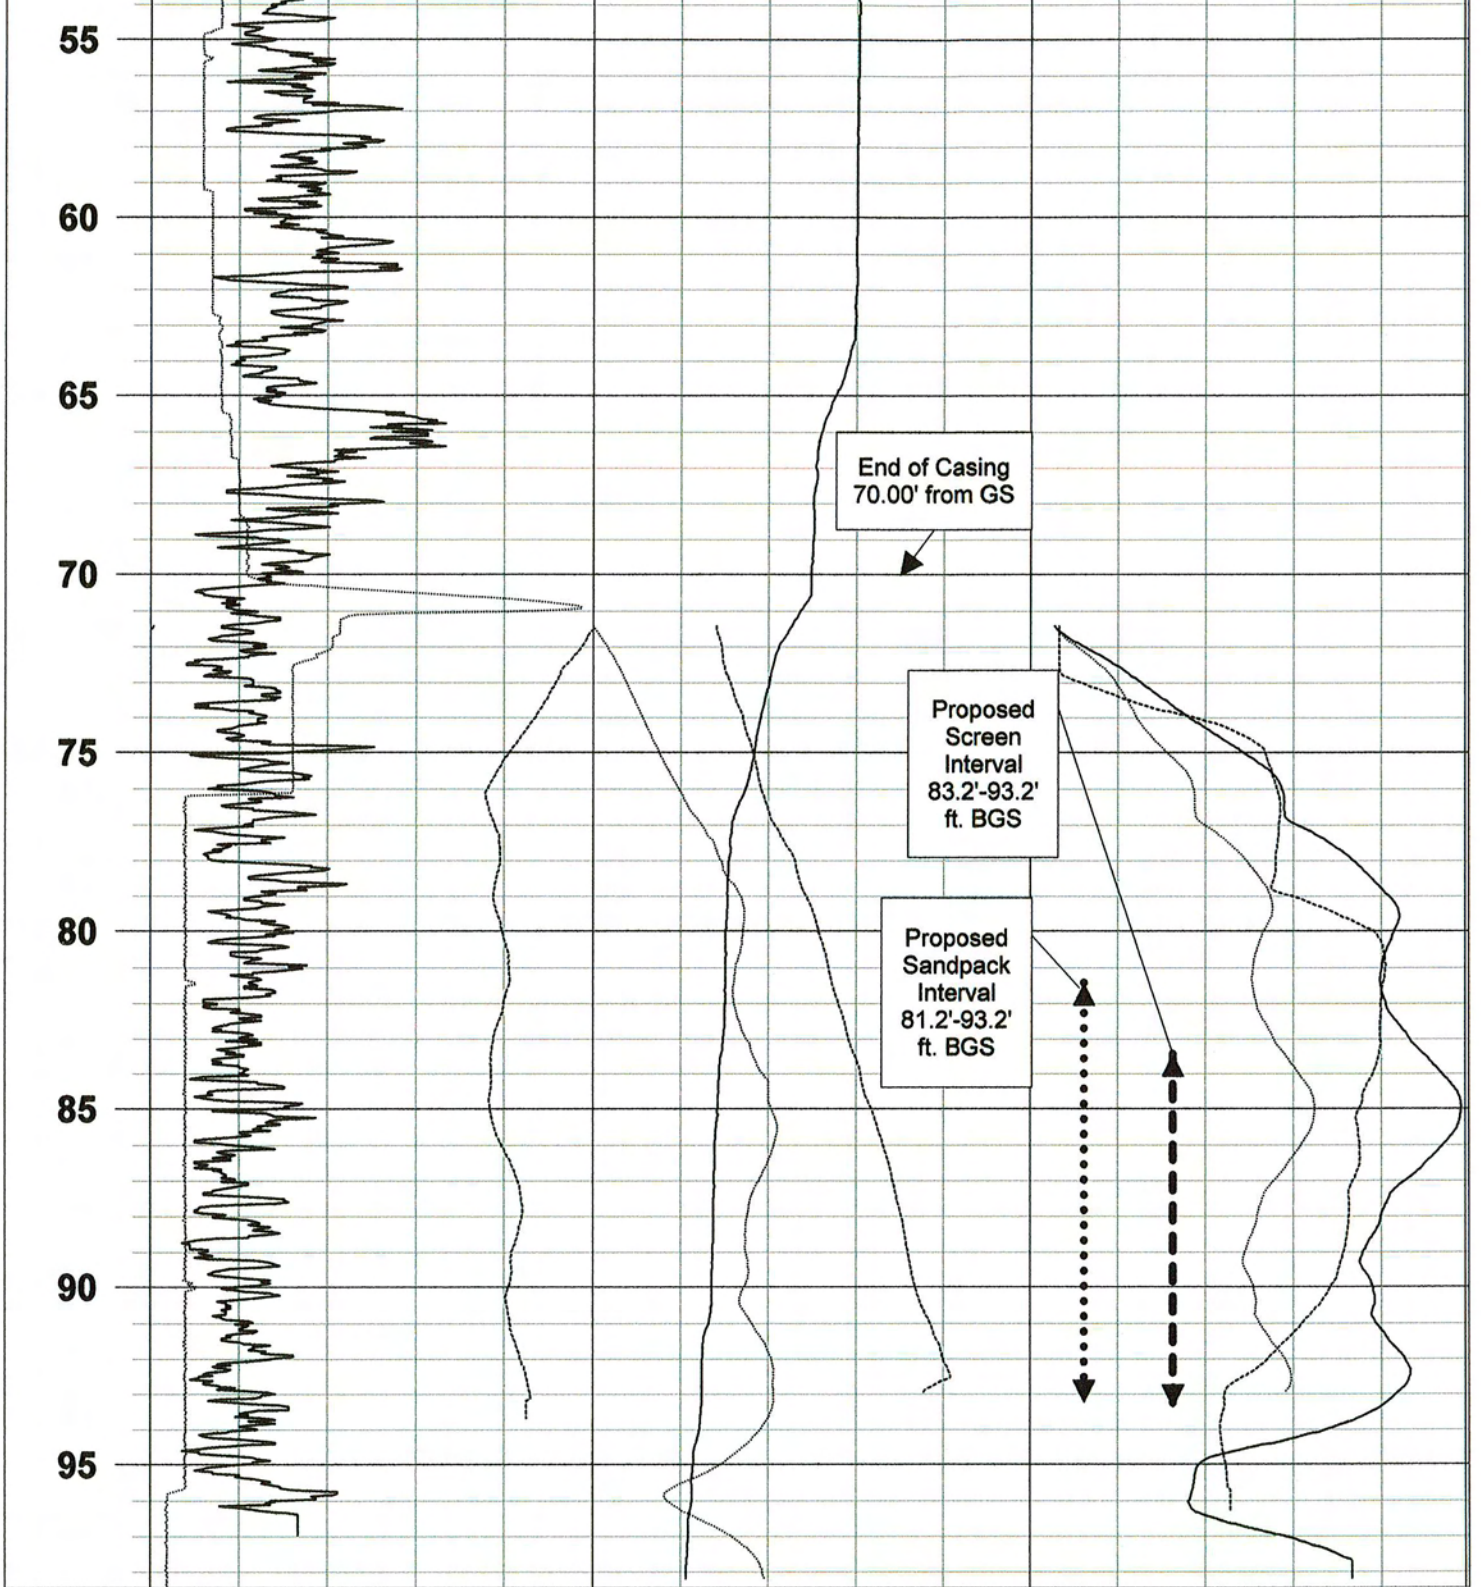 55
60
65
End of Casing
70.00' from GS
70
Proposed
Screen
Interval
83.2'-93.2'
ft. BGS
75
80
Proposed
Sandpack
Interval
81.2'-93.2'
ft. BGS
85
90
95